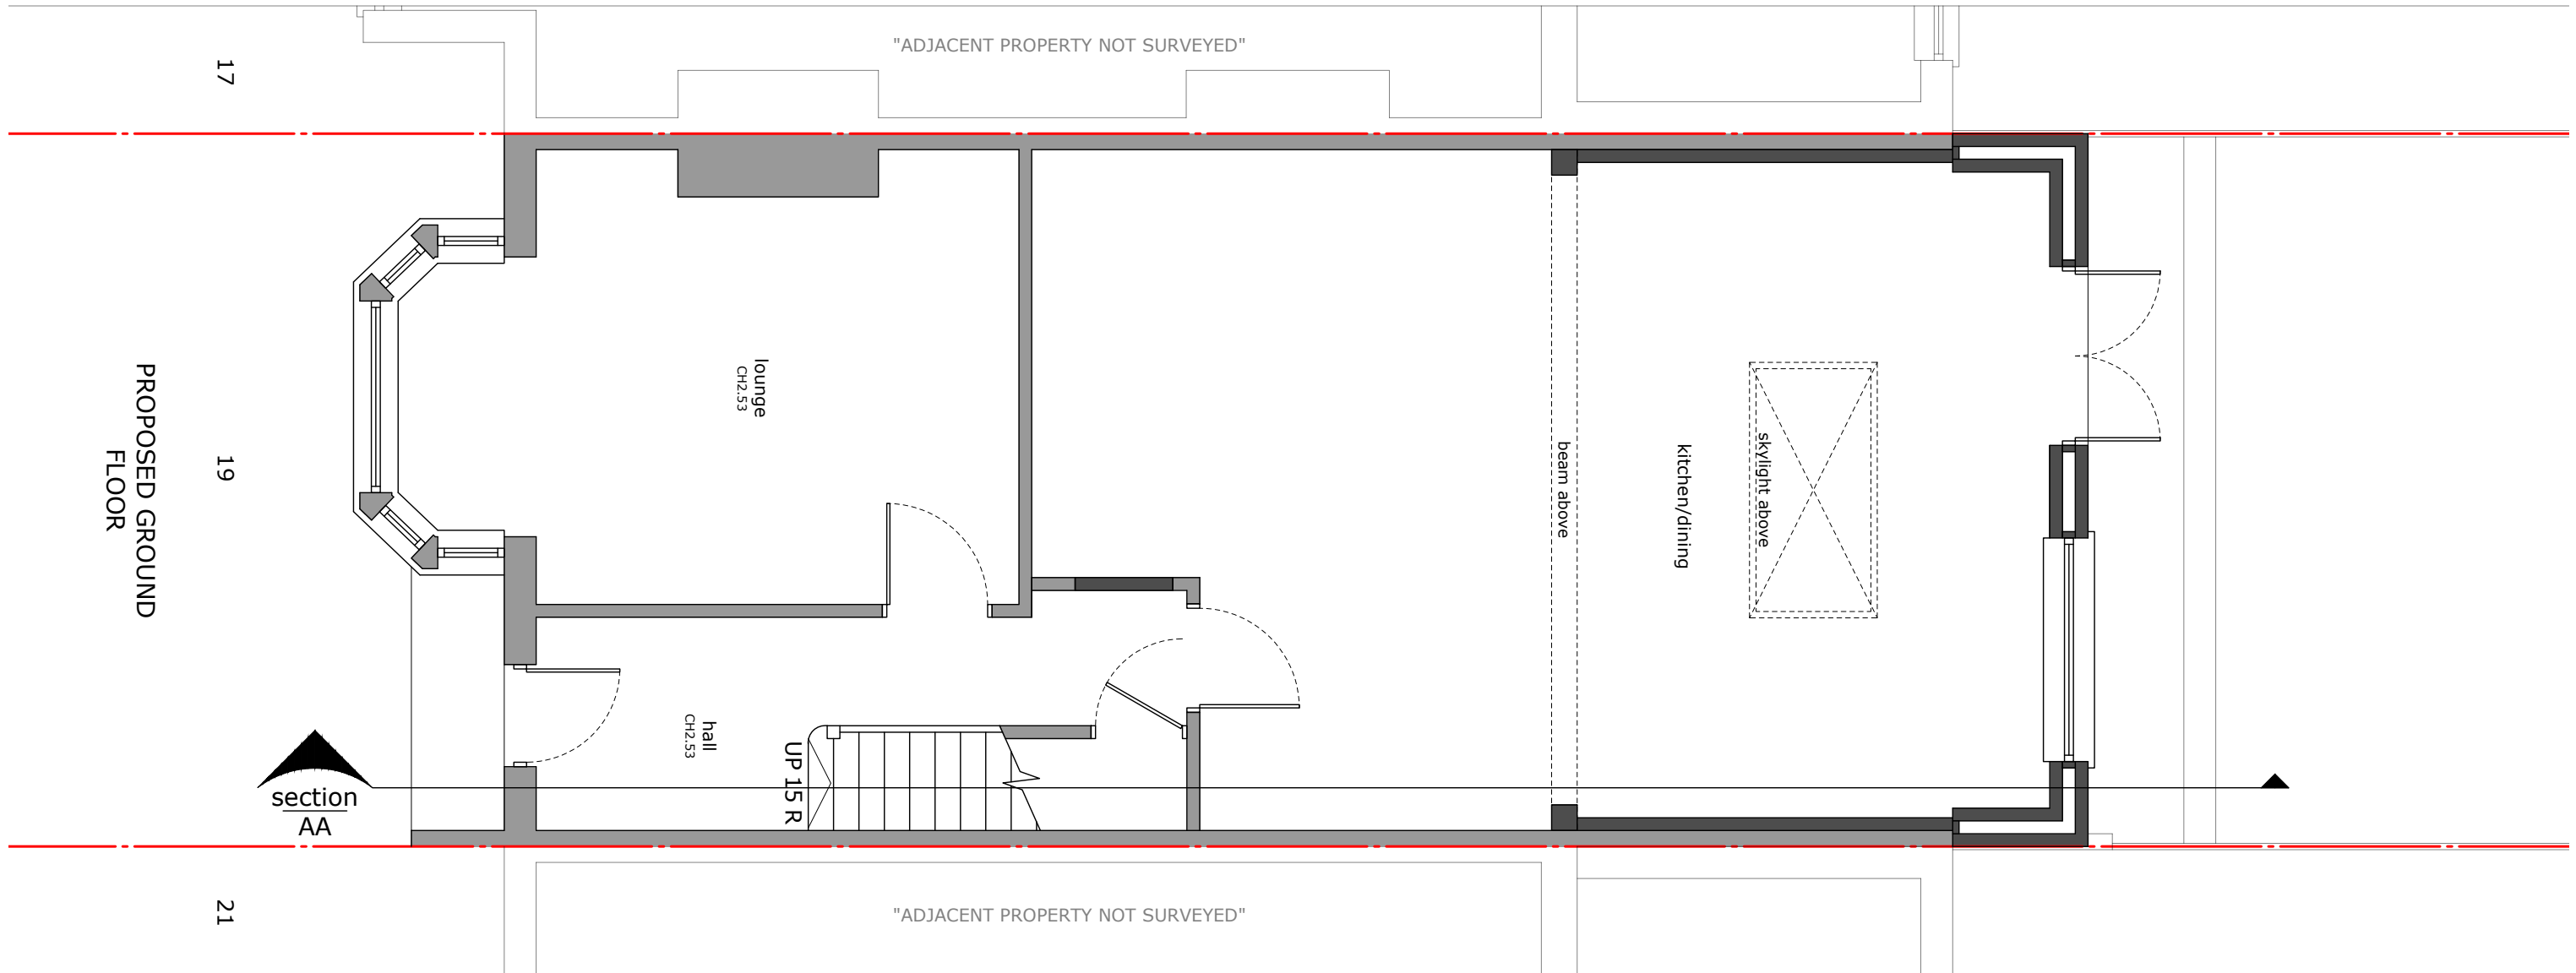 "ADJACENT PROPERTY NOT SURVEYED"
17
19
21
PROPOSED GROUND
FLOOR
lounge
CH2.53
hall
CH2.53
UP 15 R
beam above
kitchen/dining
skylight above
section
AA
"ADJACENT PROPERTY NOT SURVEYED"